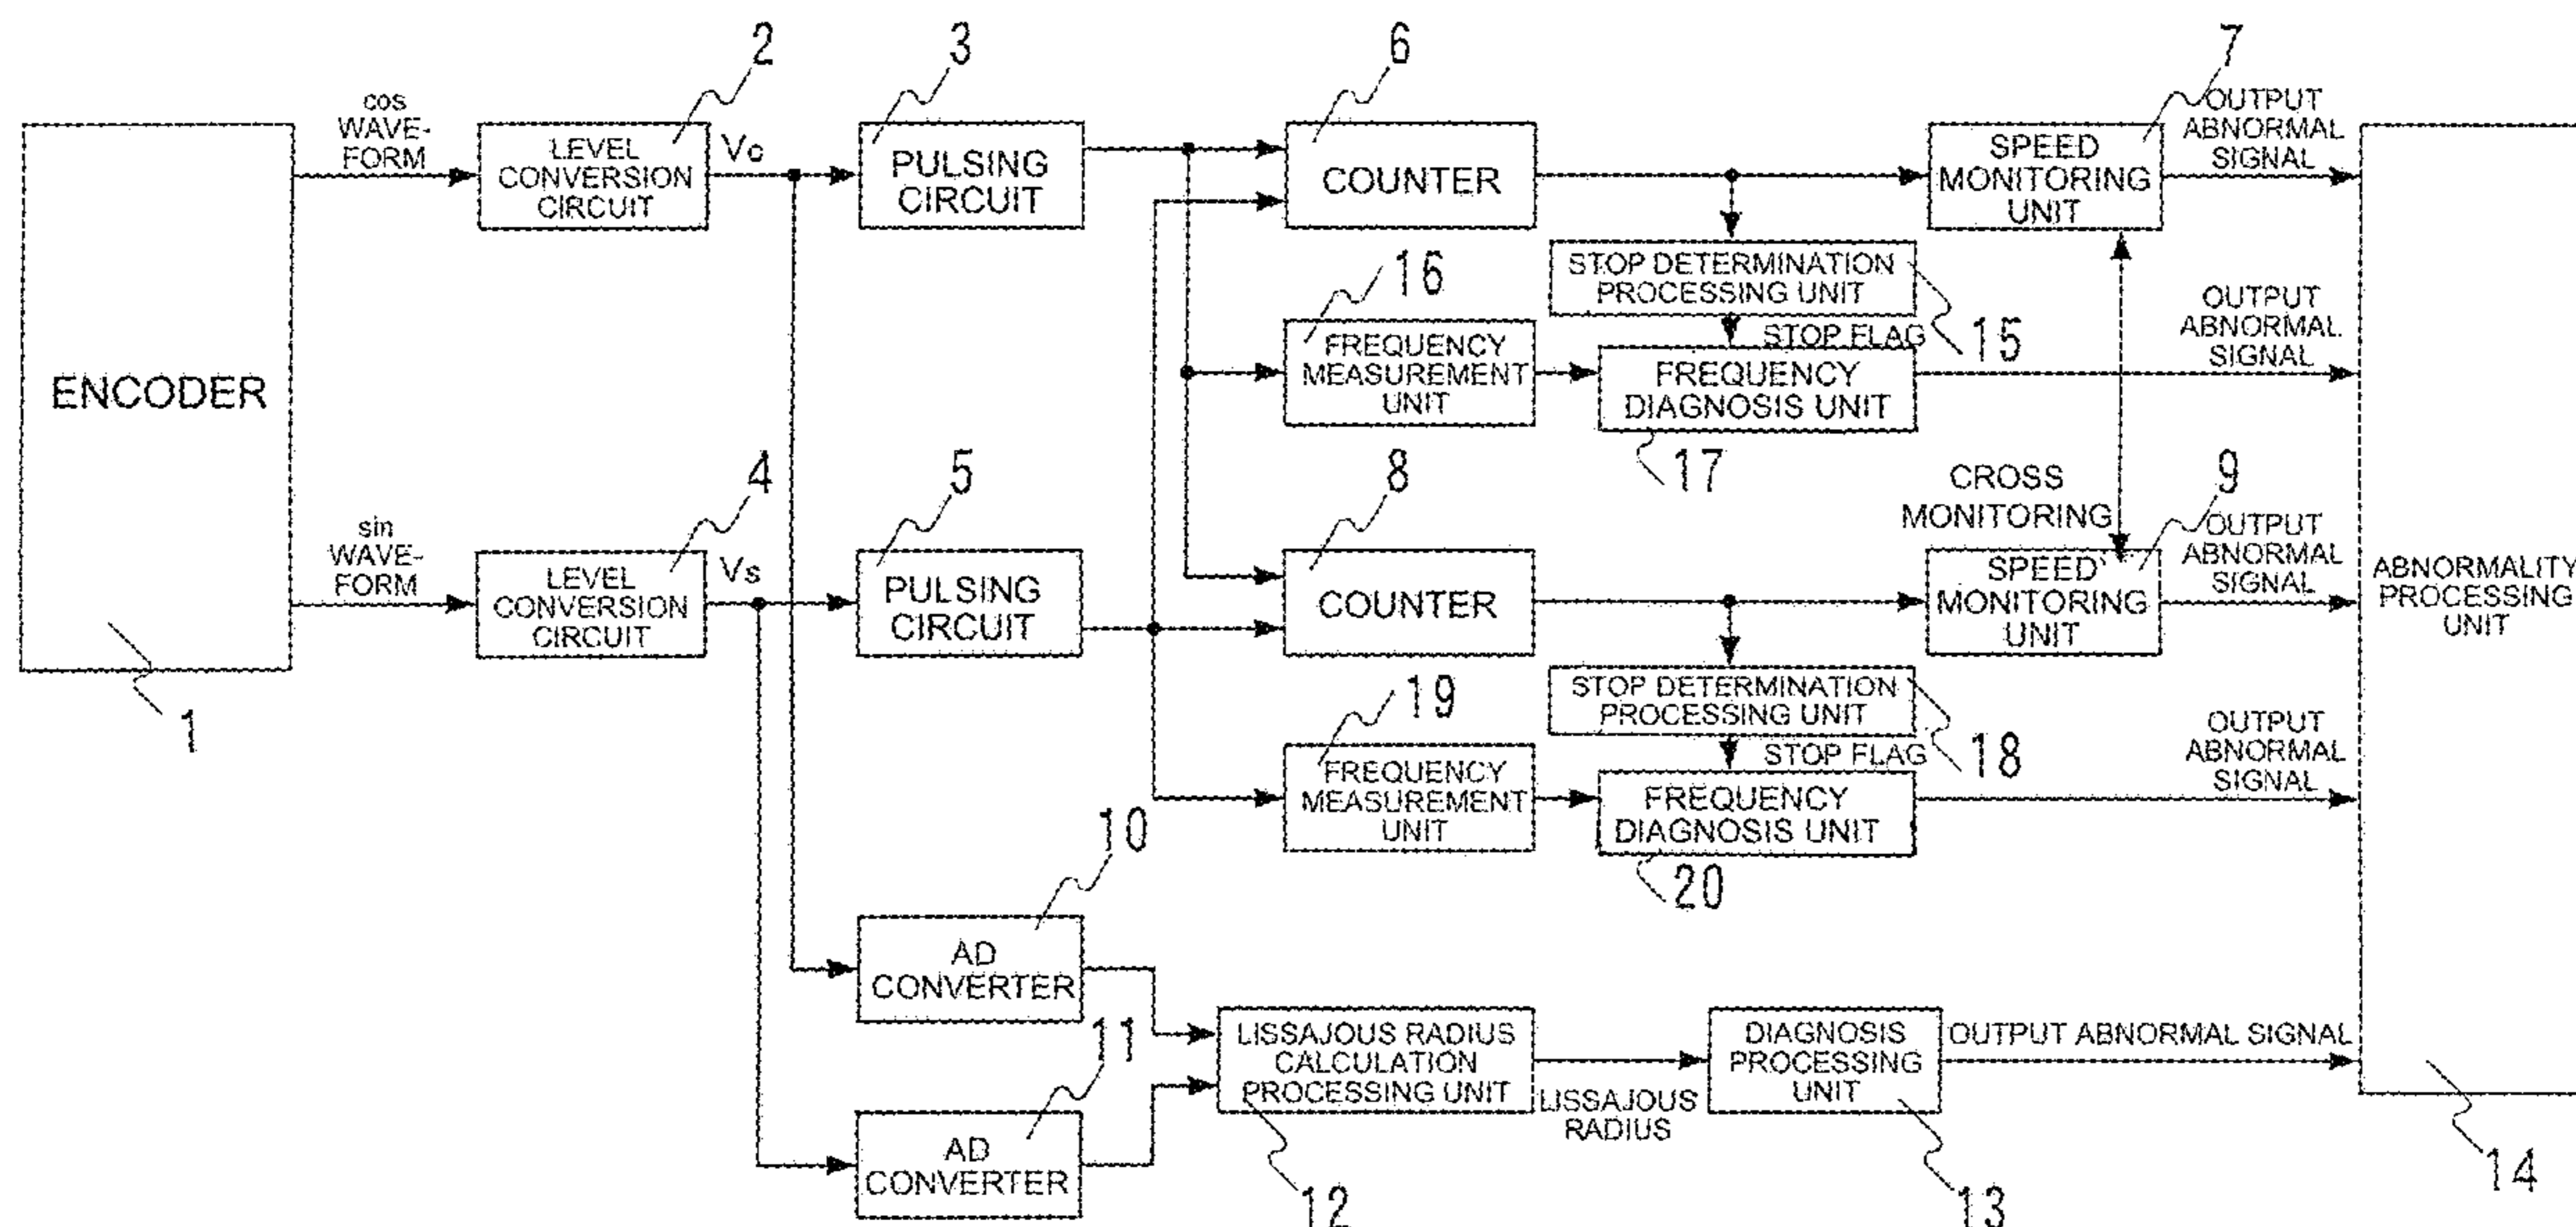 2
3
6
7
cos
WAVE-
FORM
LEVEL
CONVERSION
CIRCUIT
Vc
PULSING
CIRCUIT
COUNTER
SPEED
MONITORING
UNIT
OUTPUT
ABNORMAL
SIGNAL
16
STOP DETERMINATION
PROCESSING UNIT
STOP FLAG
15
OUTPUT
ABNORMAL
SIGNAL
ENCODER
FREQUENCY
MEASUREMENT
UNIT
FREQUENCY
DIAGNOSIS UNIT
17
4
5
8
CROSS
MONITORING
9
sin
WAVE-
FORM
LEVEL
CONVERSION
CIRCUIT
Vs
PULSING
CIRCUIT
COUNTER
SPEED
MONITORING
UNIT
OUTPUT
ABNORMAL
SIGNAL
ABNORMALITY
PROCESSING
UNIT
1
19
STOP DETERMINATION
PROCESSING UNIT
STOP FLAG
18
OUTPUT
ABNORMAL
SIGNAL
FREQUENCY
MEASUREMENT
UNIT
FREQUENCY
DIAGNOSIS UNIT
20
10
AD
CONVERTER
11
AD
CONVERTER
LISSAJOUS RADIUS
CALCULATION
PROCESSING UNIT
12
LISSAJOUS
RADIUS
DIAGNOSIS
PROCESSING
UNIT
13
OUTPUT ABNORMAL SIGNAL
14